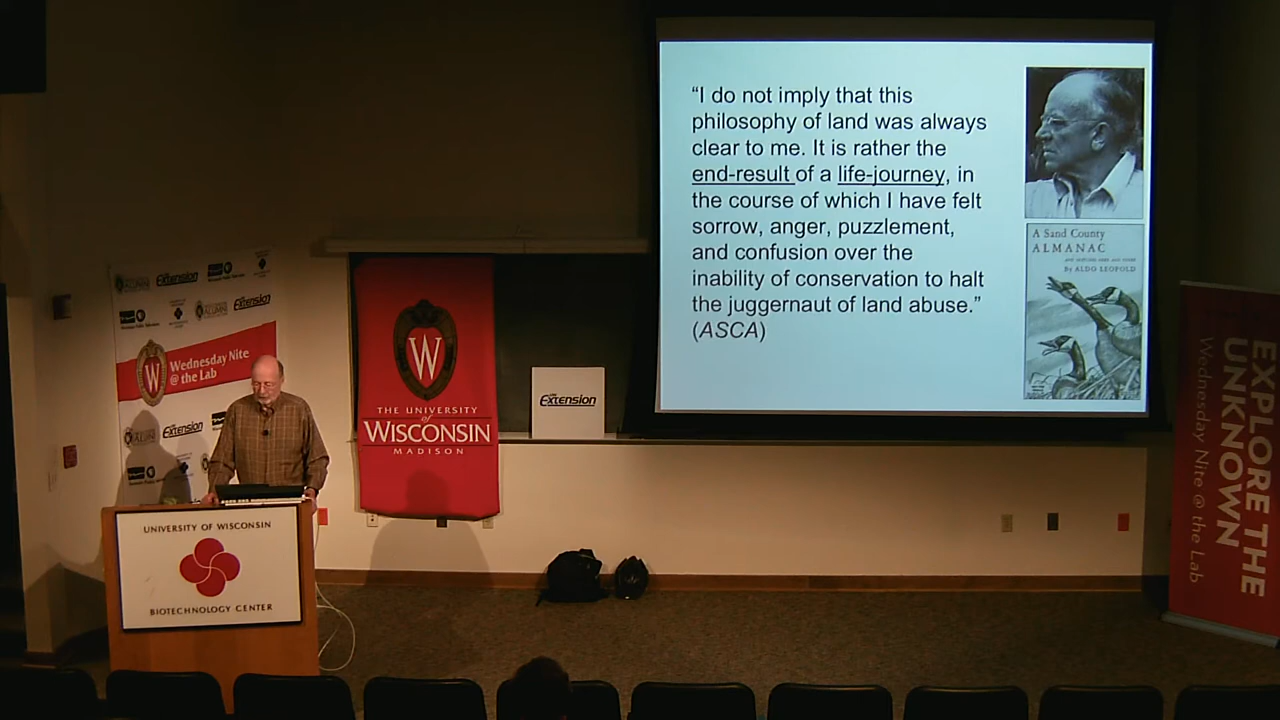 “I do not imply that this
philosophy of land was always
clear to me. It is rather the
end-result of a life-journey, in
the course of which I have felt
sorrow, anger, puzzlement,
and confusion over the
inability of conservation to halt
the juggernaut of land abuse.”
(ASCA)
A Sand County
ALMANAC
By ALDO LEOPOLD
Extension
Extension
Wednesday Nite
@ the Lab
Extension
W
THE UNIVERSITY
of
WISCONSIN
MADISON
Extension
UNIVERSITY OF WISCONSIN
BIOTECHNOLOGY CENTER
EXPLORE THE
UNKNOWN
Wednesday Nite @ the Lab